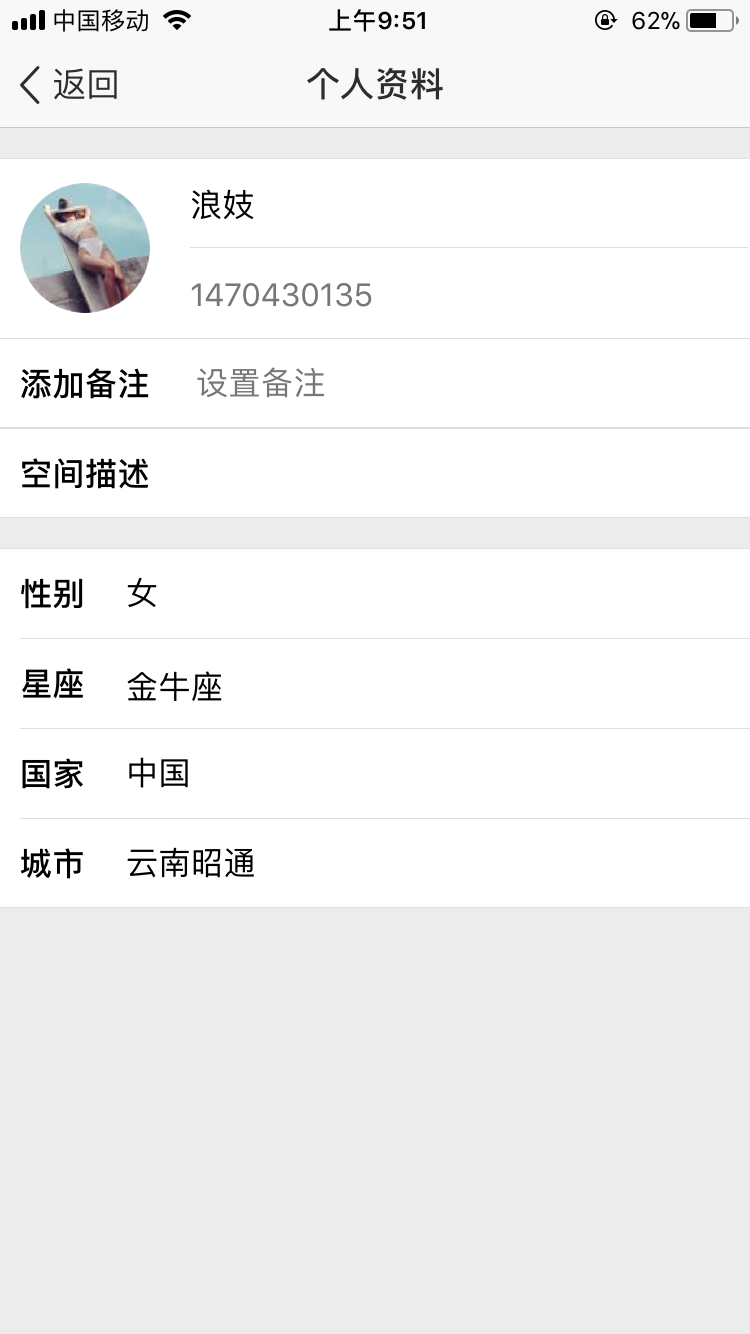 中国移动 上午9:51 62%
返回 个人资料
浪妓
1470430135
添加备注 设置备注
空间描述
性别 女
星座 金牛座
国家 中国
城市 云南昭通